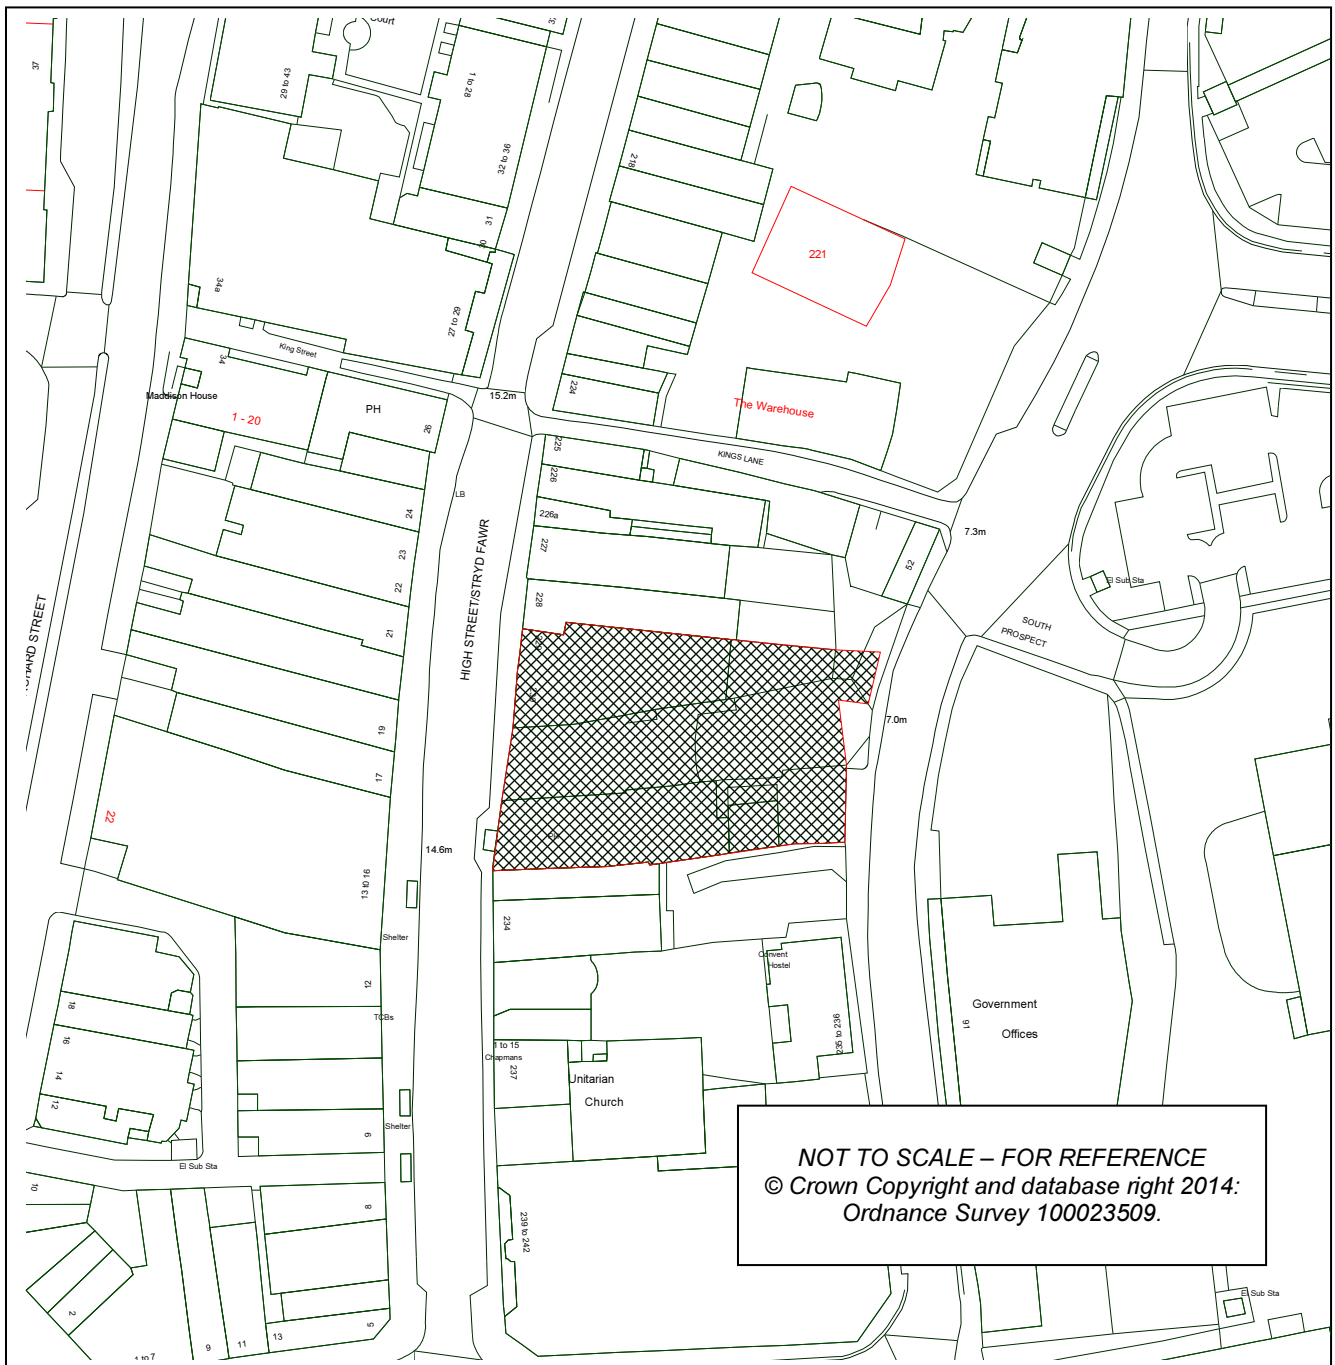 Court
37
29 to 43
1 to 28
32 to 36
31
30
218
221
34a
27 to 29
King Street
34
Maddison House
1 - 20
PH
26
15.2m
224
The Warehouse
KINGS LANE
225
226
226a
227
228
LB
24
23
22
21
19
17
HIGH STREET/STRYD FAWR
7.3m
52
El Sub Sta
SOUTH
PROSPECT
7.0m
22
14.6m
13 to 16
Shelter
234
12
TCBs
Convent
Hostel
235 to 236
Government
Offices
91
18
16
14
12
1 to 15
Chapmans
237
Unitarian
Church
Shelter
9
El Sub Sta
10
8
239 to 242
NOT TO SCALE – FOR REFERENCE
© Crown Copyright and database right 2014:
Ordnance Survey 100023509.
El Sub Sta
2
5
13
11
9
1 to 7